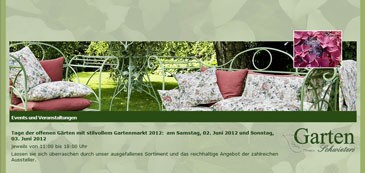 Events und Veranstaltungen
Tage der offenen Gärten mit stilvollem Gartenmarkt 2012: am Samstag, 02. Juni 2012 und Sonntag,
03. Juni 2012
jeweils von 11:00 bis 18:00 Uhr
Lassen sie sich überraschen durch unser ausgefallenes Sortiment und das reichhaltige Angebot der zahlreichen
Aussteller.
Garten
Schwistern